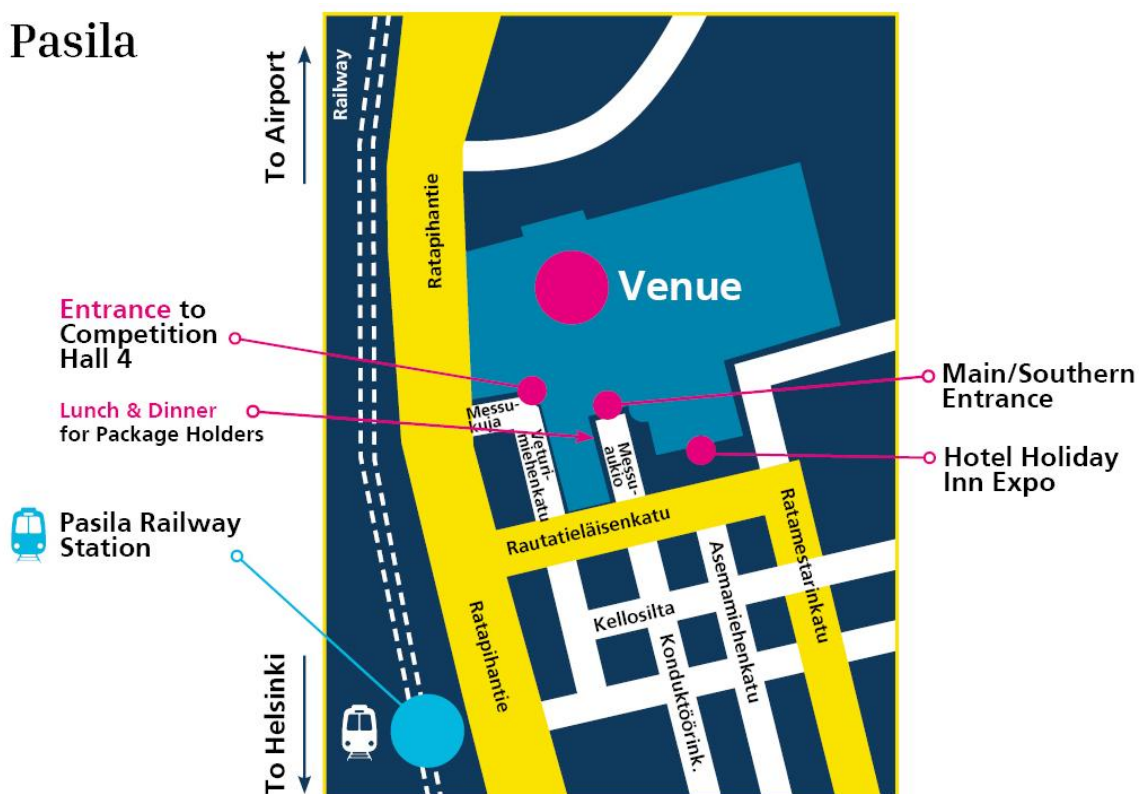 Pasila
To Airport
Railway
Ratapihantie
Venue
Entrance to
Competition
Hall 4
Lunch & Dinner
for Package Holders
Main/Southern
Entrance
Hotel Holiday
Inn Expo
Messu-
kuja
Veturi-
miehenkatu
Messu-
aukio
Pasila Railway
Station
Rautatieläisenkatu
Ratamestarinkatu
Asemamiehenkatu
Kellosilta
Konduktöörink.
Ratapihantie
To Helsinki